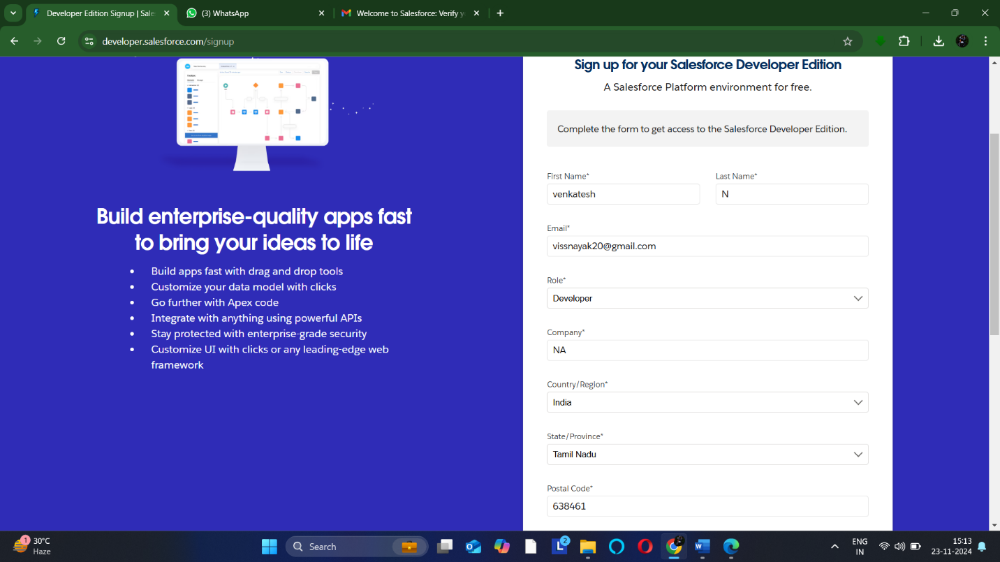 Developer Edition Signup | Sale
(3) WhatsApp
Welcome to Salesforce: Verify y
developer.salesforce.com/signup
Build enterprise-quality apps fast
to bring your ideas to life
• Build apps fast with drag and drop tools
• Customize your data model with clicks
• Go further with Apex code
• Integrate with anything using powerful APIs
• Stay protected with enterprise-grade security
• Customize UI with clicks or any leading-edge web
framework
Sign up for your Salesforce Developer Edition
A Salesforce Platform environment for free.
Complete the form to get access to the Salesforce Developer Edition.
First Name*
venkatesh
Last Name*
N
Email*
vissnayak20@gmail.com
Role*
Developer
Company*
NA
Country/Region*
India
State/Province*
Tamil Nadu
Postal Code*
638461
1
30°C
Haze
Search
L
2
W
ENG
IN
15:13
23-11-2024